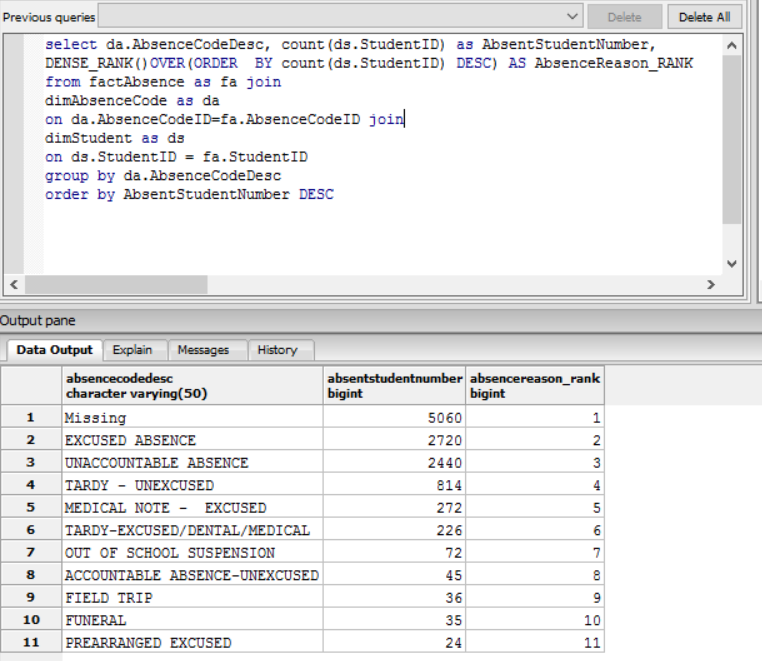 Previous queries Delete Delete All
select da.AbsenceCodeDesc, count(ds.StudentID) as AbsentStudentNumber,
DENSE_RANK()OVER(ORDER  BY count(ds.StudentID) DESC) AS AbsenceReason_RANK
from factAbsence as fa join
dimAbsenceCode as da
on da.AbsenceCodeID=fa.AbsenceCodeID join
dimStudent as ds
on ds.StudentID = fa.StudentID
group by da.AbsenceCodeDesc
order by AbsentStudentNumber DESC
Output pane
Data Output Explain Messages History
absencecodedesc absentstudentnumber absencereason_rank
character varying(50) bigint bigint
1 Missing 5060 1
2 EXCUSED ABSENCE 2720 2
3 UNACCOUNTABLE ABSENCE 2440 3
4 TARDY - UNEXCUSED 814 4
5 MEDICAL NOTE -  EXCUSED 272 5
6 TARDY-EXCUSED/DENTAL/MEDICAL 226 6
7 OUT OF SCHOOL SUSPENSION 72 7
8 ACCOUNTABLE ABSENCE-UNEXCUSED 45 8
9 FIELD TRIP 36 9
10 FUNERAL 35 10
11 PREARRANGED EXCUSED 24 11